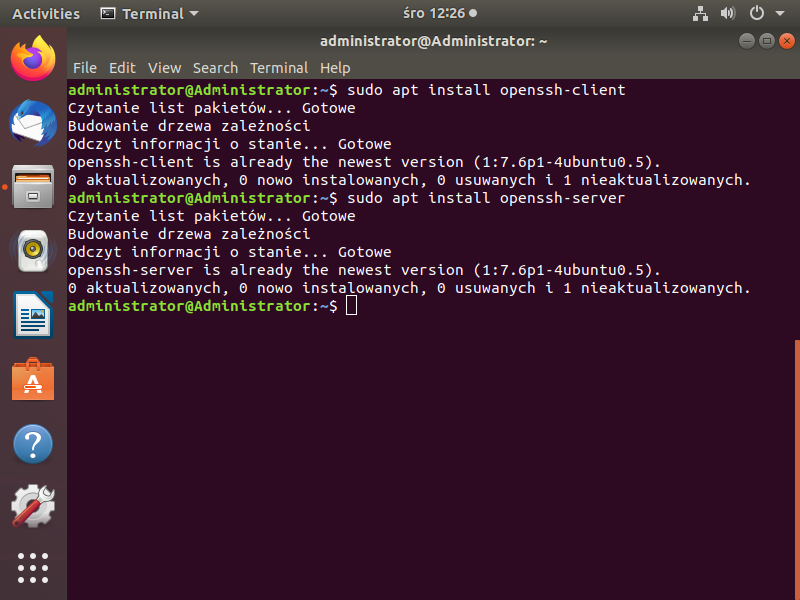 Activities Terminal śro 12:26
administrator@Administrator: ~
File Edit View Search Terminal Help
administrator@Administrator:~$ sudo apt install openssh-client
Czytanie list pakietów... Gotowe
Budowanie drzewa zależności
Odczyt informacji o stanie... Gotowe
openssh-client is already the newest version (1:7.6p1-4ubuntu0.5).
0 aktualizowanych, 0 nowo instalowanych, 0 usuwanych i 1 nieaktualizowanych.
administrator@Administrator:~$ sudo apt install openssh-server
Czytanie list pakietów... Gotowe
Budowanie drzewa zależności
Odczyt informacji o stanie... Gotowe
openssh-server is already the newest version (1:7.6p1-4ubuntu0.5).
0 aktualizowanych, 0 nowo instalowanych, 0 usuwanych i 1 nieaktualizowanych.
administrator@Administrator:~$